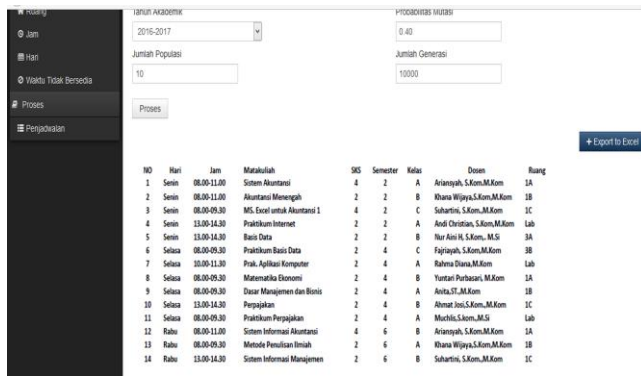 Ruang
Jam
Hari
Waktu Tidak Bersedia
Proses
Penjadwalan
Tahun Akademik
Probabilitas Mutasi
2016-2017
0.40
Jumlah Populasi
Jumlah Generasi
10
10000
Proses
+ Export to Excel
NO Hari Jam Matakuliah SKS Semester Kelas Dosen Ruang
1 Senin 08.00-11.00 Sistem Akuntansi 4 2 A Ariansyah, S.Kom.M.Kom 1A
2 Senin 08.00-11.00 Akuntansi Menengah 2 2 B Khana Wijaya,S.Kom,M.Kom 1B
3 Senin 08.00-09.30 MS. Excel untuk Akuntansi 1 4 2 C Suhartini, S.Kom.,M.Kom 1C
4 Senin 13.00-14.30 Praktikum Internet 2 2 A Andi Christian, S.Kom,M.Kom Lab
5 Senin 13.00-14.30 Basis Data 2 2 B Nur Aini H, S.Kom,. M.Si 3A
6 Selasa 08.00-09.30 Praktikum Basis Data 2 4 C Fajriayah, S.Kom,M.Kom 3B
7 Selasa 10.00-11.30 Prak. Aplikasi Komputer 2 4 A Rahma Diana,M.Kom Lab
8 Selasa 08.00-09.30 Matematika Ekonomi 2 4 B Yuntari Purbasari, M.Kom 1A
9 Selasa 08.00-09.30 Dasar Manajemen dan Bisnis 2 4 A Anita.ST.,M.Kom 1B
10 Selasa 13.00-14.30 Perpajakan 2 4 B Ahmat Josi,S.Kom.,M.Kom 1C
11 Selasa 08.00-09.30 Praktikum Perpajakan 2 4 A Muchlis,S.kom.,M.Si Lab
12 Rabu 08.00-11.00 Sistem Informasi Akuntansi 4 6 B Ariansyah, S.Kom.M.Kom 1A
13 Rabu 08.00-09.30 Metode Penulisan Ilmiah 2 6 A Khana Wijaya,S.Kom,M.Kom 1B
14 Rabu 13.00-14.30 Sistem Informasi Manajemen 2 6 B Suhartini, S.Kom.,M.Kom 1C